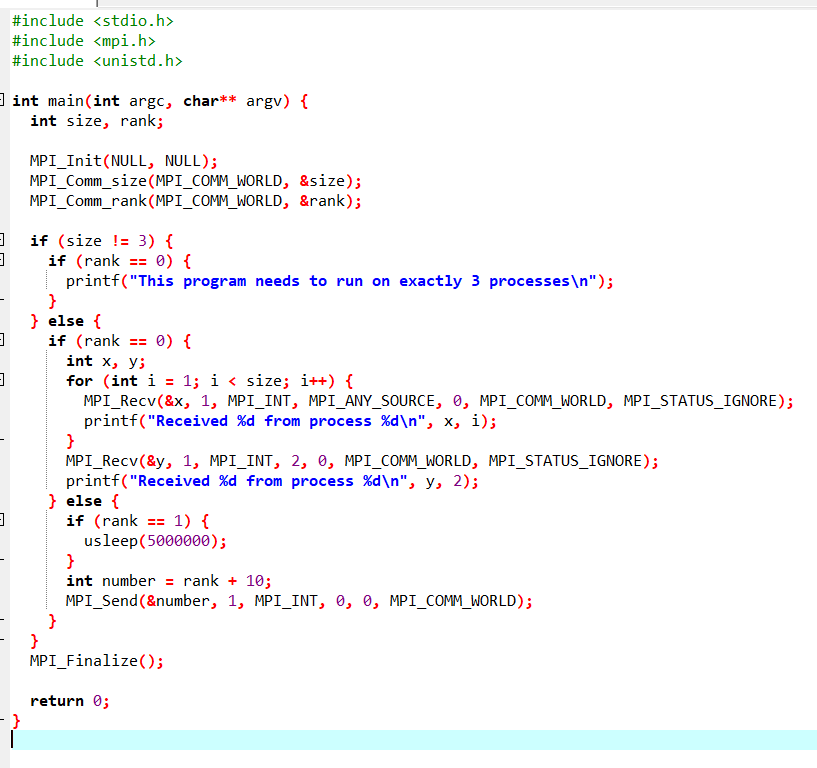 #include <stdio.h>
#include <mpi.h>
#include <unistd.h>
int main(int argc, char** argv) {
int size, rank;
MPI_Init(NULL, NULL);
MPI_Comm_size(MPI_COMM_WORLD, &size);
MPI_Comm_rank(MPI_COMM_WORLD, &rank);
if (size != 3) {
if (rank == 0) {
printf("This program needs to run on exactly 3 processes\n");
}
} else {
if (rank == 0) {
int x, y;
for (int i = 1; i < size; i++) {
MPI_Recv(&x, 1, MPI_INT, MPI_ANY_SOURCE, 0, MPI_COMM_WORLD, MPI_STATUS_IGNORE);
printf("Received %d from process %d\n", x, i);
}
MPI_Recv(&y, 1, MPI_INT, 2, 0, MPI_COMM_WORLD, MPI_STATUS_IGNORE);
printf("Received %d from process %d\n", y, 2);
} else {
if (rank == 1) {
usleep(5000000);
}
int number = rank + 10;
MPI_Send(&number, 1, MPI_INT, 0, 0, MPI_COMM_WORLD);
}
}
MPI_Finalize();
return 0;
}